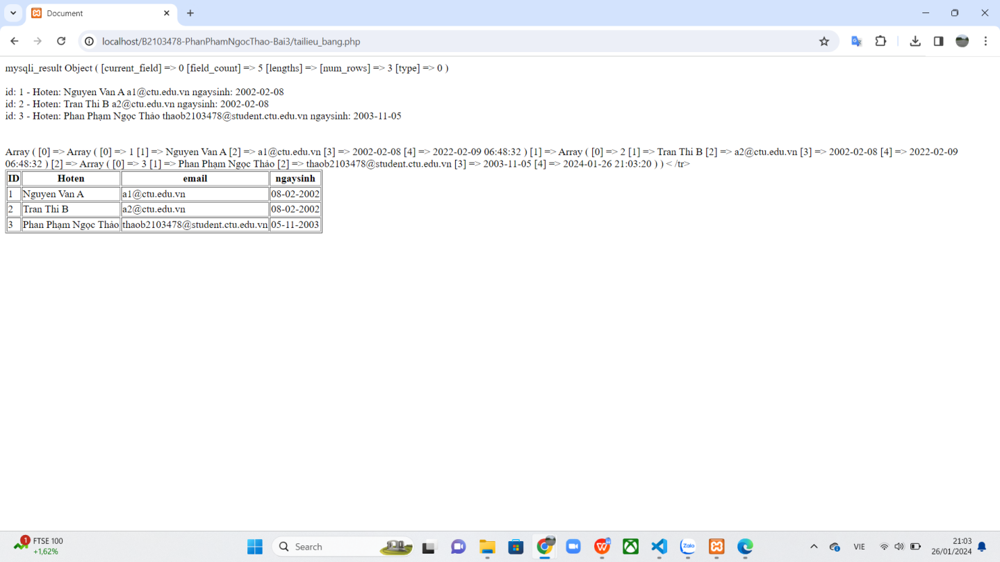 Document
localhost/B2103478-PhanPhamNgocThao-Bai3/tailieu_bang.php
mysqli_result Object ( [current_field] => 0 [field_count] => 5 [lengths] => [num_rows] => 3 [type] => 0 )
id: 1 - Hoten: Nguyen Van A a1@ctu.edu.vn ngaysinh: 2002-02-08
id: 2 - Hoten: Tran Thi B a2@ctu.edu.vn ngaysinh: 2002-02-08
id: 3 - Hoten: Phan Phạm Ngọc Thảo thaob2103478@student.ctu.edu.vn ngaysinh: 2003-11-05
Array ( [0] => Array ( [0] => 1 [1] => Nguyen Van A [2] => a1@ctu.edu.vn [3] => 2002-02-08 [4] => 2022-02-09 06:48:32 ) [1] => Array ( [0] => 2 [1] => Tran Thi B [2] => a2@ctu.edu.vn [3] => 2002-02-08 [4] => 2022-02-09
06:48:32 ) [2] => Array ( [0] => 3 [1] => Phan Phạm Ngọc Thảo [2] => thaob2103478@student.ctu.edu.vn [3] => 2003-11-05 [4] => 2024-01-26 21:03:20 ) ) < /tr>
ID Hoten email ngaysinh
1 Nguyen Van A a1@ctu.edu.vn 08-02-2002
2 Tran Thi B a2@ctu.edu.vn 08-02-2002
3 Phan Phạm Ngọc Thảo thaob2103478@student.ctu.edu.vn 05-11-2003
1 FTSE 100
+1,62%
Search
Zalo
VIE
21:03
26/01/2024